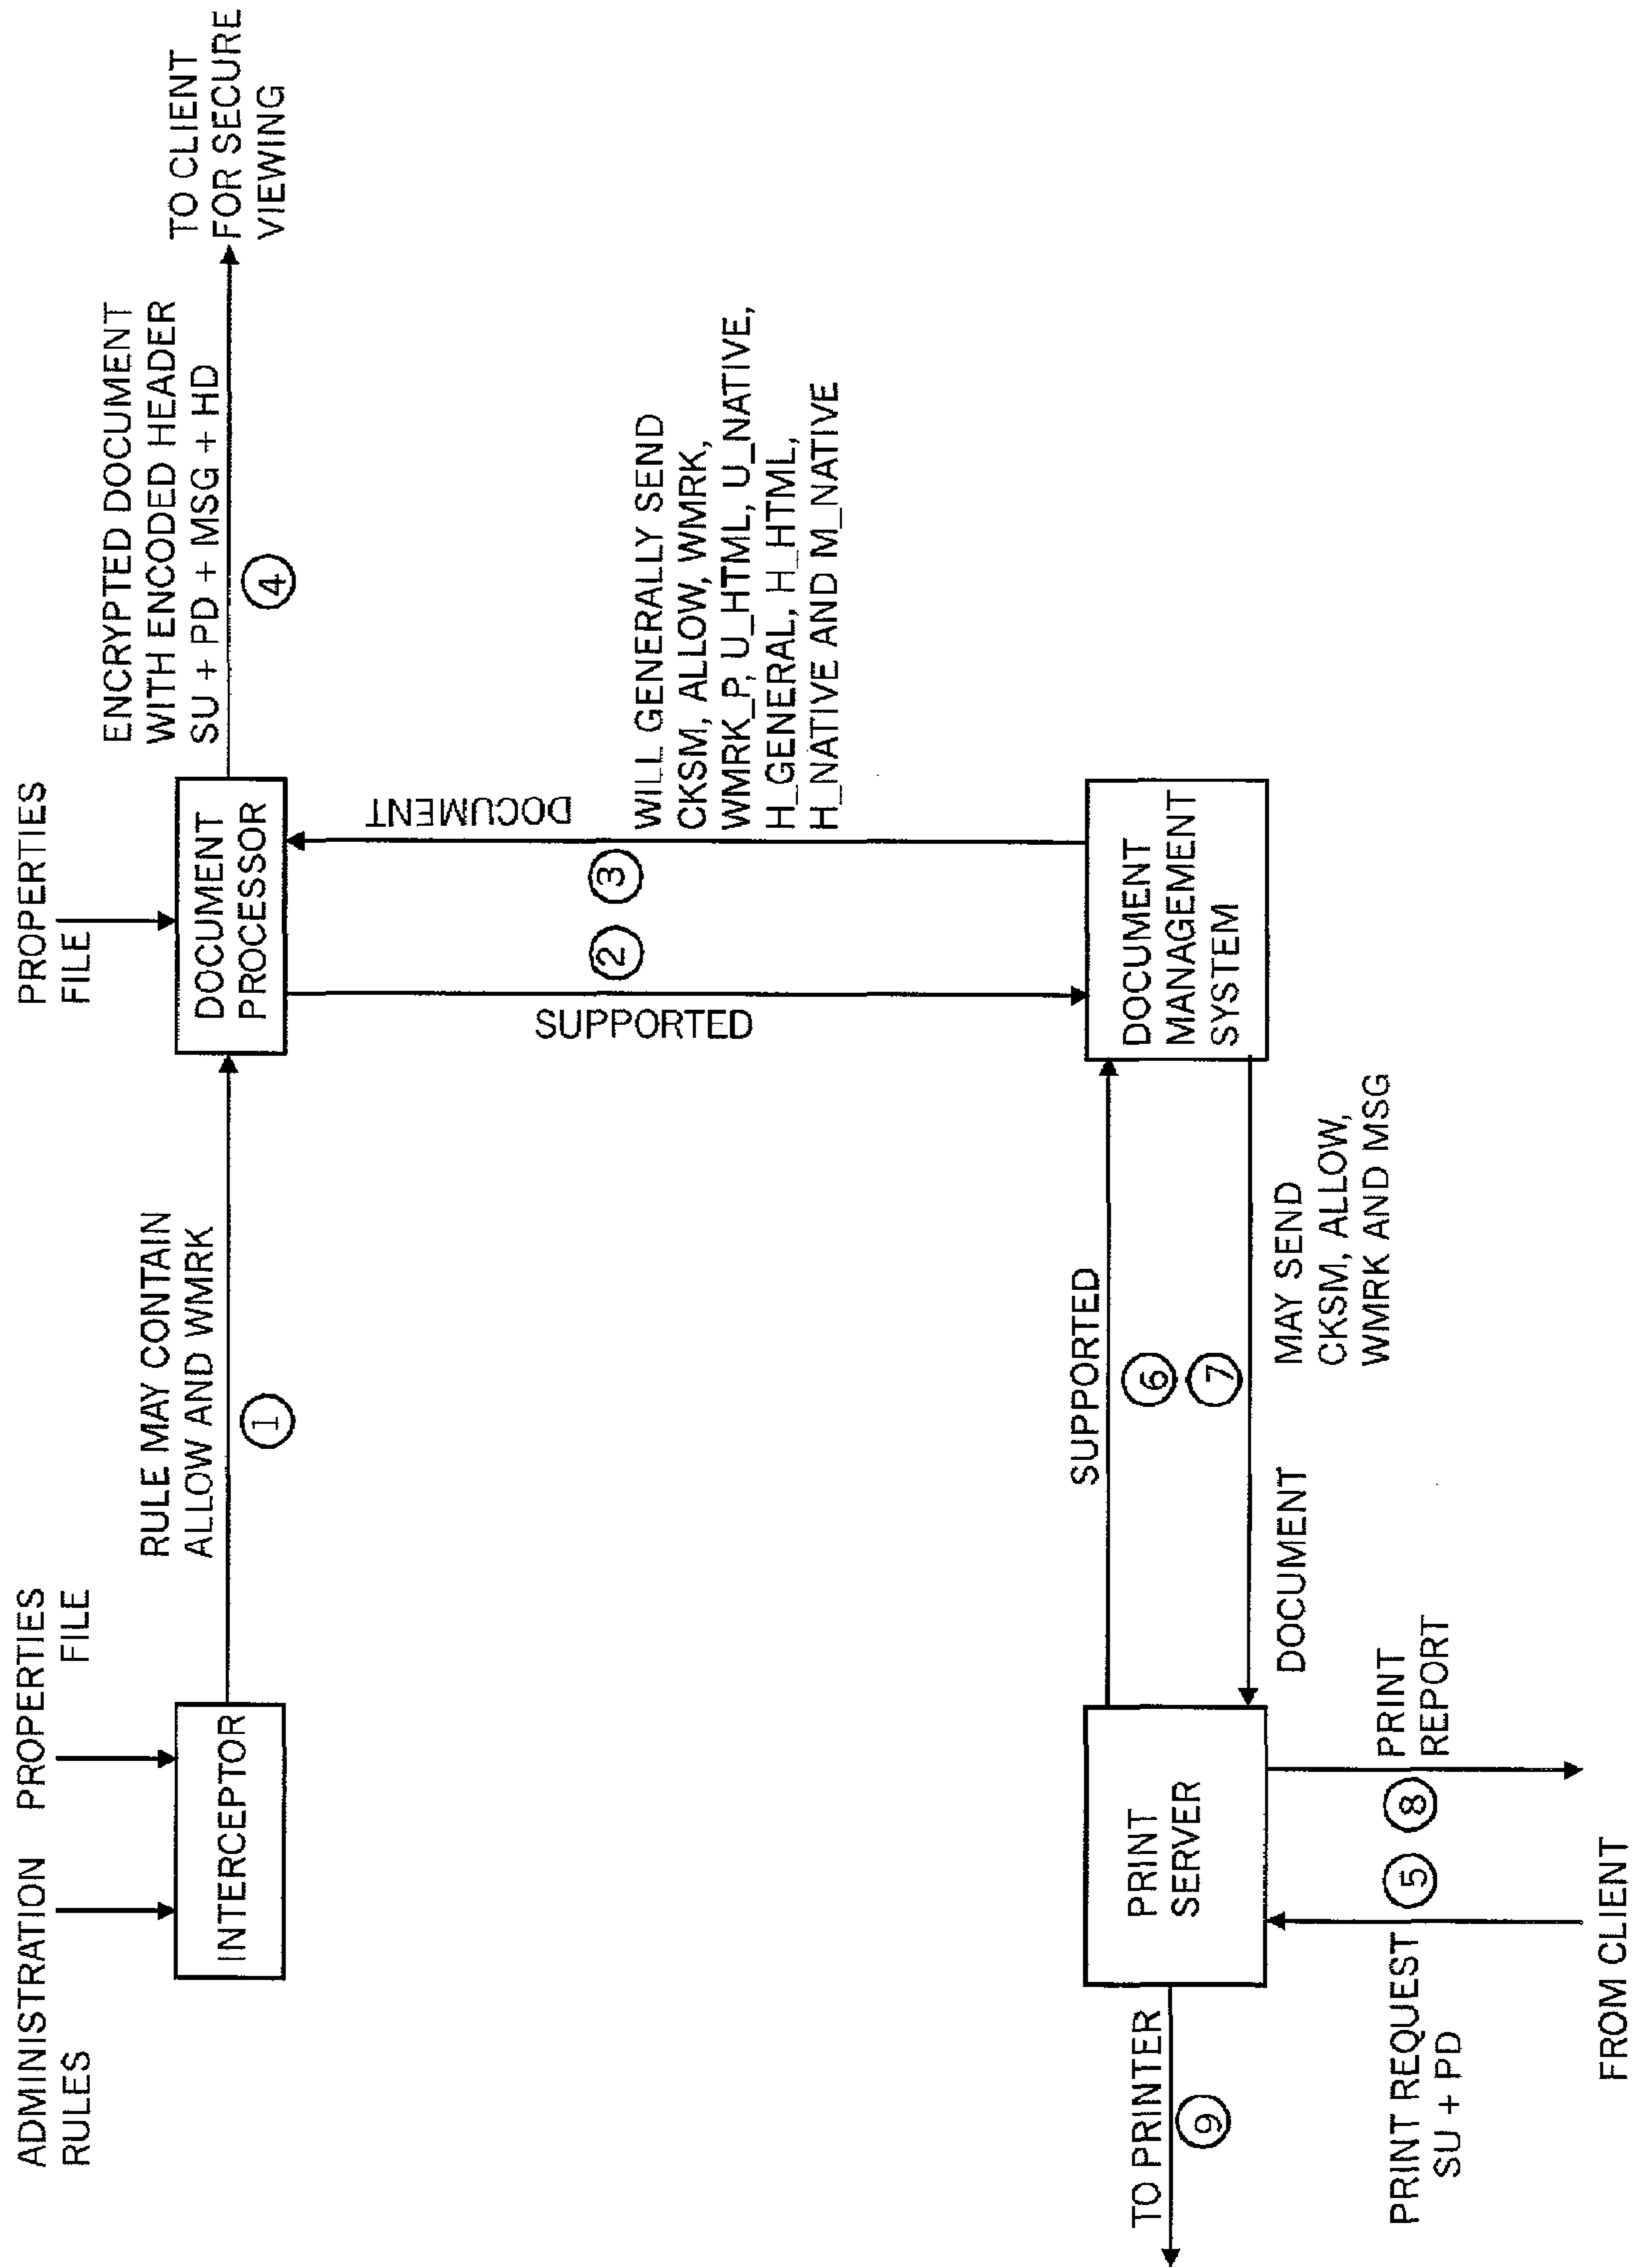 ADMINISTRATION
RULES
PROPERTIES
FILE
INTERCEPTOR
RULE MAY CONTAIN
ALLOW AND WMRK
1
PROPERTIES
FILE
DOCUMENT
PROCESSOR
ENCRYPTED DOCUMENT
WITH ENCODED HEADER
SU + PD + MSG + HD
4
TO CLIENT
FOR SECURE
VIEWING
SUPPORTED
2
3
DOCUMENT
WILL GENERALLY SEND
CKSM, ALLOW, WMRK,
WMRK_P, U_HTML, U_NATIVE,
H_GENERAL, H_HTML,
H_NATIVE AND M_NATIVE
DOCUMENT
MANAGEMENT
SYSTEM
SUPPORTED
6
7
DOCUMENT
MAY SEND
CKSM, ALLOW,
WMRK AND MSG
PRINT
SERVER
TO PRINTER
9
PRINT REQUEST
SU + PD
5
8
PRINT
REPORT
FROM CLIENT